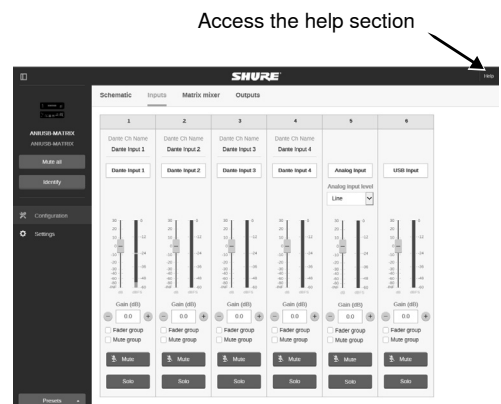 Access the help section
SHURE
Help
Schematic Inputs Matrix mixer Outputs
1 2 3 4 5 6
ANIUSB-MATRIX
ANIUSB-MATRIX
Mute all
Identify
Configuration
Settings
Dante Ch Name Dante Ch Name Dante Ch Name Dante Ch Name
Dante Input 1 Dante Input 2 Dante Input 3 Dante Input 4
Dante Input 1 Dante Input 2 Dante Input 3 Dante Input 4 Analog Input USB Input
Analog input level
Line
Gain (dB) Gain (dB) Gain (dB) Gain (dB) Gain (dB) Gain (dB)
0.0 0.0 0.0 0.0 0.0 0.0
Fader group Fader group Fader group Fader group Fader group Fader group
Mute group Mute group Mute group Mute group Mute group Mute group
Mute Mute Mute Mute Mute Mute
Solo Solo Solo Solo Solo Solo
Presets